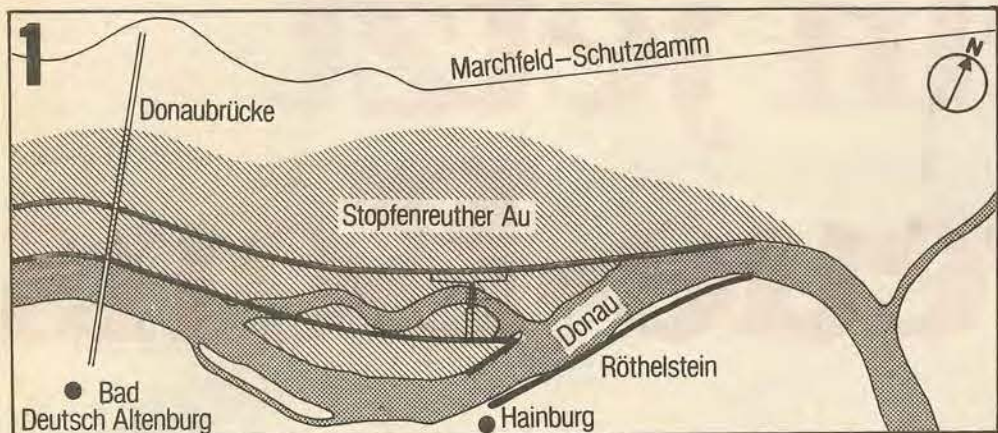 1
Marchfeld–Schutzdamm
N
Donaubrücke
Stopfenreuther Au
Donau
Röthelstein
Bad
Deutsch Altenburg
Hainburg